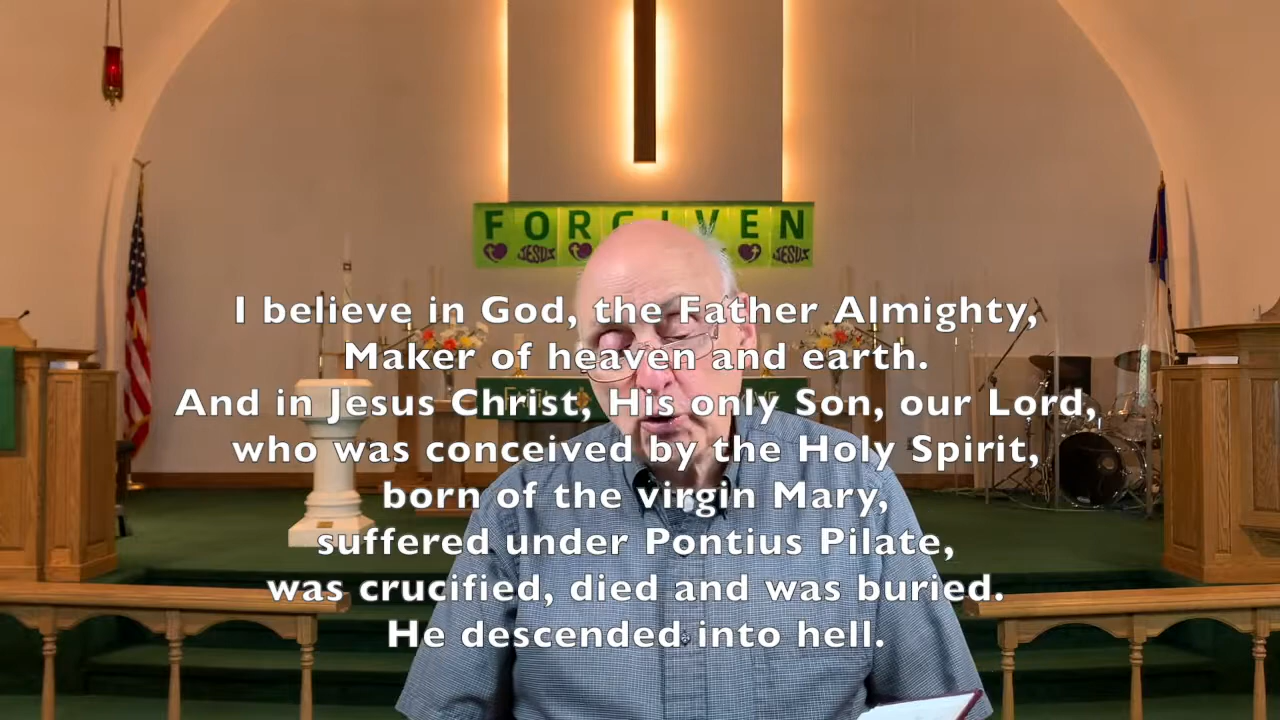 FORGIVEN
JESUS JESUS
I believe in God, the Father Almighty,
Maker of heaven and earth.
And in Jesus Christ, His only Son, our Lord,
who was conceived by the Holy Spirit,
born of the virgin Mary,
suffered under Pontius Pilate,
was crucified, died and was buried.
He descended into hell.